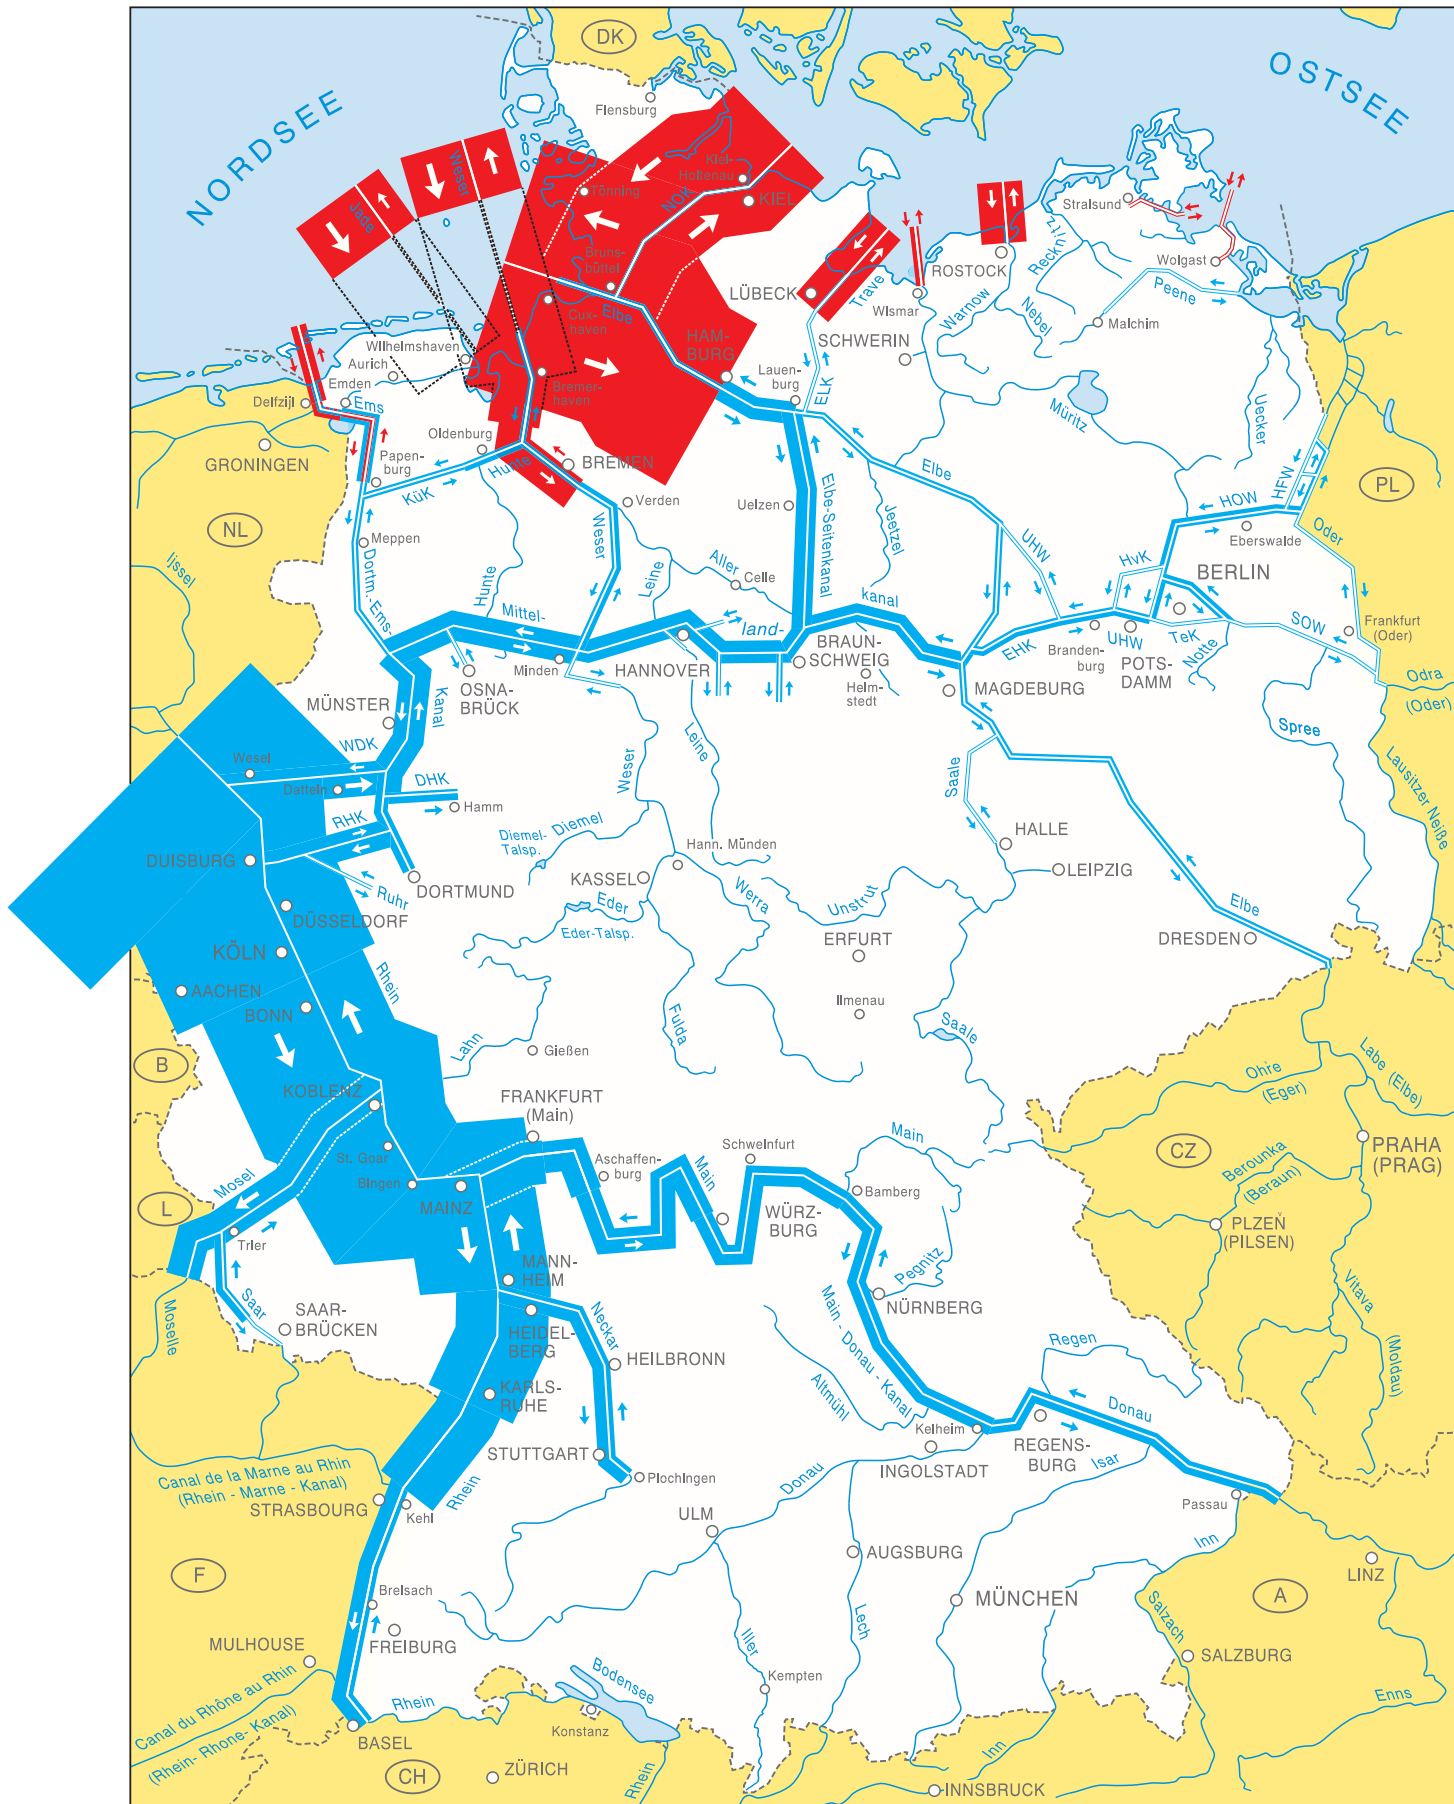 DK
NORDSEE
OSTSEE
Flensburg
Kiel-
Holtenau
Tönning
NOK
KIEL
Weser
Jade
Stralsund
Recknitz
Wolgast
ROSTOCK
Bruns-
büttel
Elbe
Cux-
haven
LÜBECK
Trave
Wismar
Warnow
Nebel
Peene
Malchim
SCHWERIN
Wilhelmshaven
Aurich
Emden
Delfzijl
Ems
HAM-
BURG
Lauen-
burg
ELK
Bremer-
haven
Müritz
Uecker
GRONINGEN
Oldenburg
Papen-
burg
Hunte
BREMEN
KüK
Verden
Uelzen
Elbe-Seitenkanal
Jeetzel
Elbe
HFW
HOW
PL
NL
Oder
Eberswalde
Ijssel
Meppen
Dortm.-Ems-
Kanal
Hunte
Weser
Leine
Aller
Celle
UHW
HvK
BERLIN
Mittel-
land-
kanal
Minden
HANNOVER
BRAUN-
SCHWEIG
Helm-
stedt
EHK
Branden-
burg
UHW
POTS-
DAMM
TeK
Notte
SOW
Frankfurt
(Oder)
OSNA-
BRÜCK
MAGDEBURG
Odra
(Oder)
MÜNSTER
WDK
Wesel
Datteln
DHK
Hamm
RHK
Leine
Weser
Saale
Spree
Lausitzer Neiße
Diemel-
Talsp.
Diemel
Hann. Münden
HALLE
LEIPZIG
DUISBURG
DORTMUND
Ruhr
KASSEL
Eder
Eder-Talsp.
Werra
Unstrut
Elbe
DRESDEN
DÜSSELDORF
KÖLN
ERFURT
AACHEN
BONN
Rhein
Ilmenau
Fulda
Saale
Lahn
Gießen
B
KOBLENZ
FRANKFURT
(Main)
Ohre
(Eger)
Labe (Elbe)
PRAHA
(PRAG)
CZ
Berounka
(Beraun)
PLZEN
(PILSEN)
Vltava
(Moldau)
St. Goar
Bingen
MAINZ
Mosel
L
Trier
Aschaffen-
burg
Main
Schweinfurt
WÜRZ-
BURG
Main
Bamberg
Pegnitz
NÜRNBERG
Moselle
Saar
SAAR-
BRÜCKEN
MANN-
HEIM
HEIDEL-
BERG
Neckar
HEILBRONN
KARLS-
RUHE
Main - Donau - Kanal
Altmühl
Regen
Kelheim
REGENS-
BURG
Donau
Isar
Passau
INGOLSTADT
Donau
STUTTGART
Plochingen
Canal de la Marne au Rhin
(Rhein - Marne - Kanal)
STRASBOURG
Kehl
Rhein
ULM
AUGSBURG
Inn
LINZ
F
Breisach
FREIBURG
Iller
Lech
MÜNCHEN
Salzach
A
MULHOUSE
SALZBURG
Canal du Rhône au Rhin
(Rhein- Rhone- Kanal)
Rhein
Bodensee
Kempten
Enns
BASEL
Konstanz
CH
ZÜRICH
Rhein
Inn
INNSBRUCK